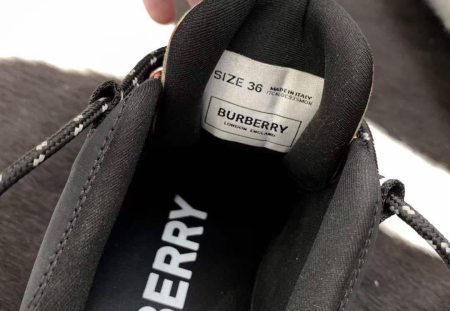 SIZE 36
MADE IN ITALY
BURBERRY
LONDON ENGLAND
BERRY